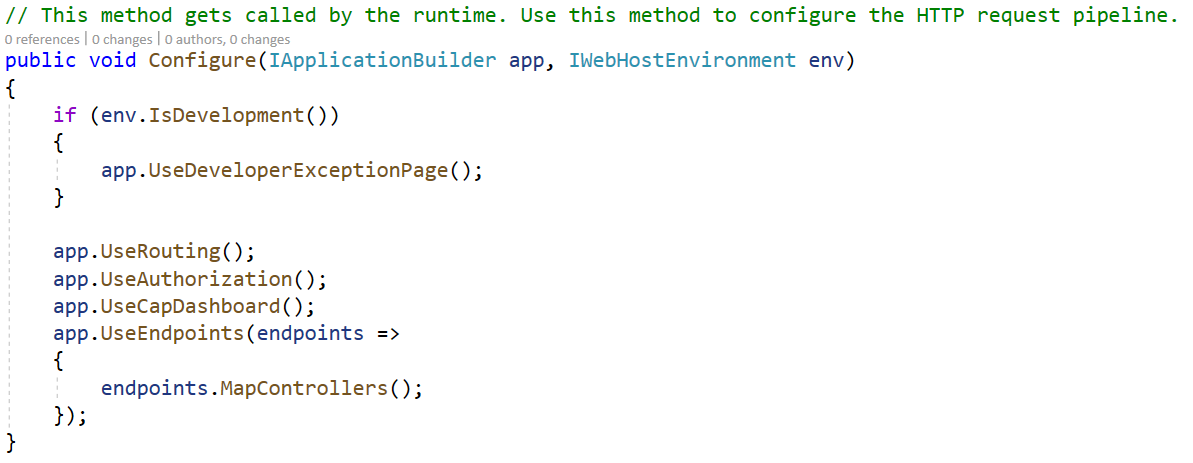 // This method gets called by the runtime. Use this method to configure the HTTP request pipeline.
0 references | 0 changes | 0 authors, 0 changes
public void Configure(IApplicationBuilder app, IWebHostEnvironment env)
{
    if (env.IsDevelopment())
    {
        app.UseDeveloperExceptionPage();
    }

    app.UseRouting();
    app.UseAuthorization();
    app.UseCapDashboard();
    app.UseEndpoints(endpoints =>
    {
        endpoints.MapControllers();
    });
}